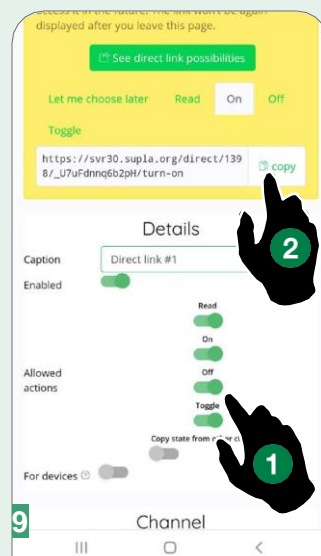 displayed after you leave this page.
See direct link possibilities
Let me choose later Read On Off
Toggle
https://svr30.supla.org/direct/139
8/_U7uFdnnq6b2pH/turn-on
copy
2
Details
Caption Direct link #1
Enabled
Read
On
Allowed
actions
Off
Toggle
1
Copy state from
For devices
9
Channel